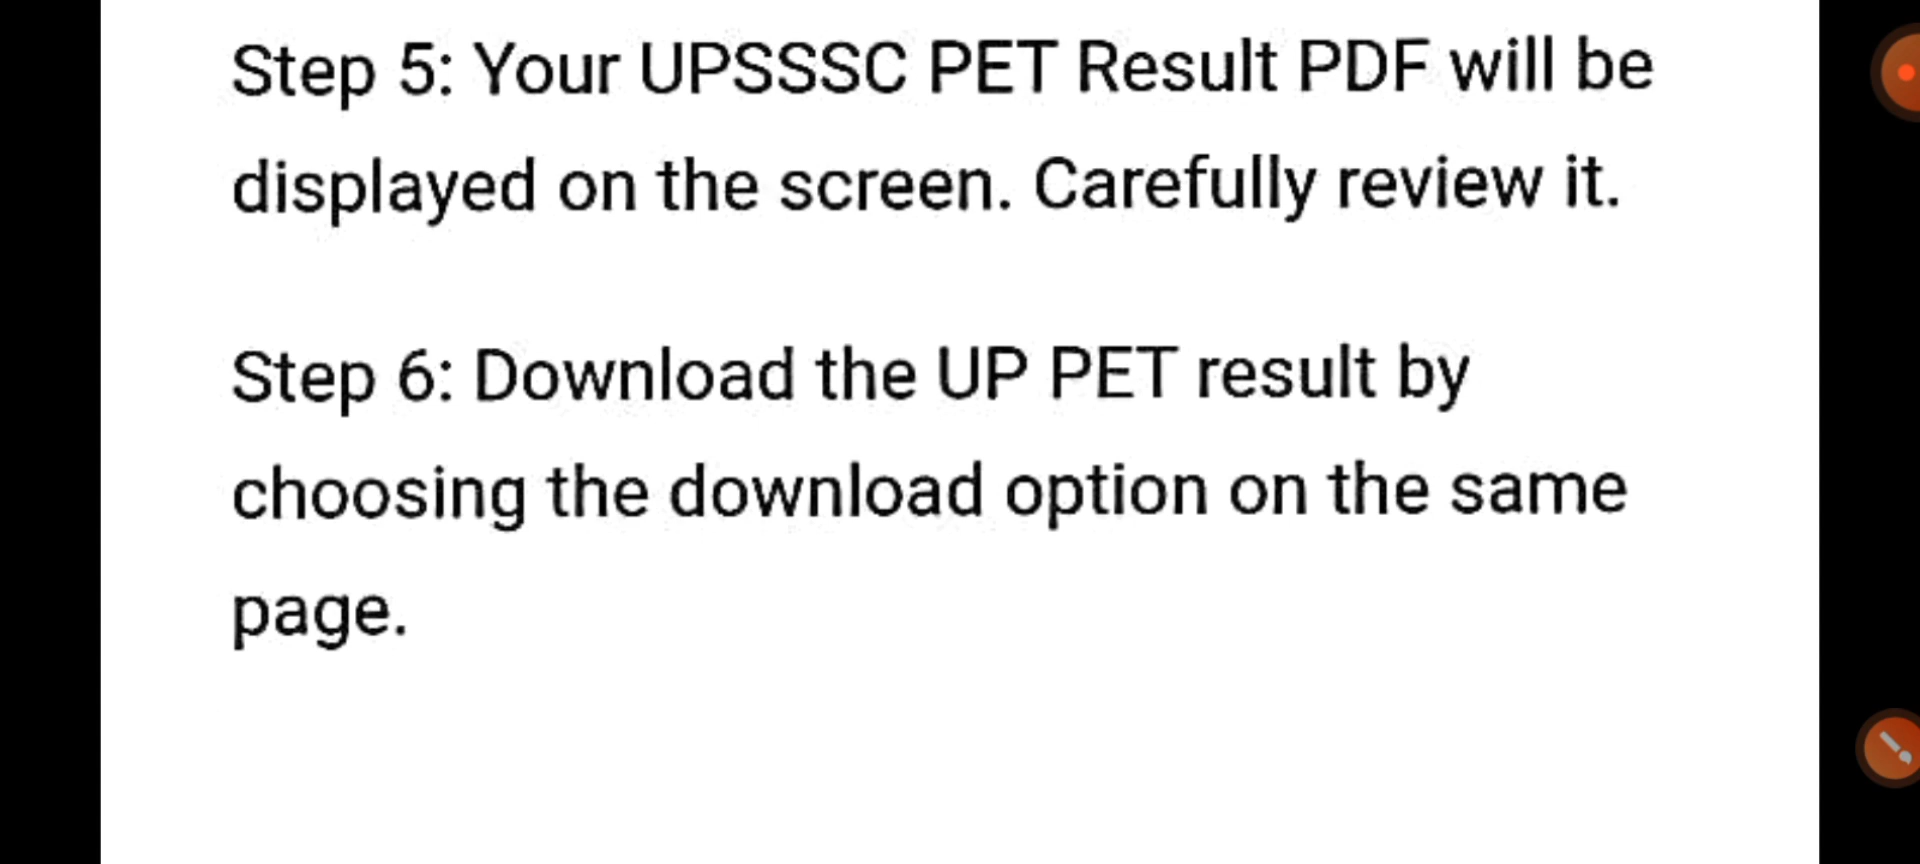 Step 5: Your UPSSSC PET Result PDF will be
displayed on the screen. Carefully review it.
Step 6: Download the UP PET result by
choosing the download option on the same
page.